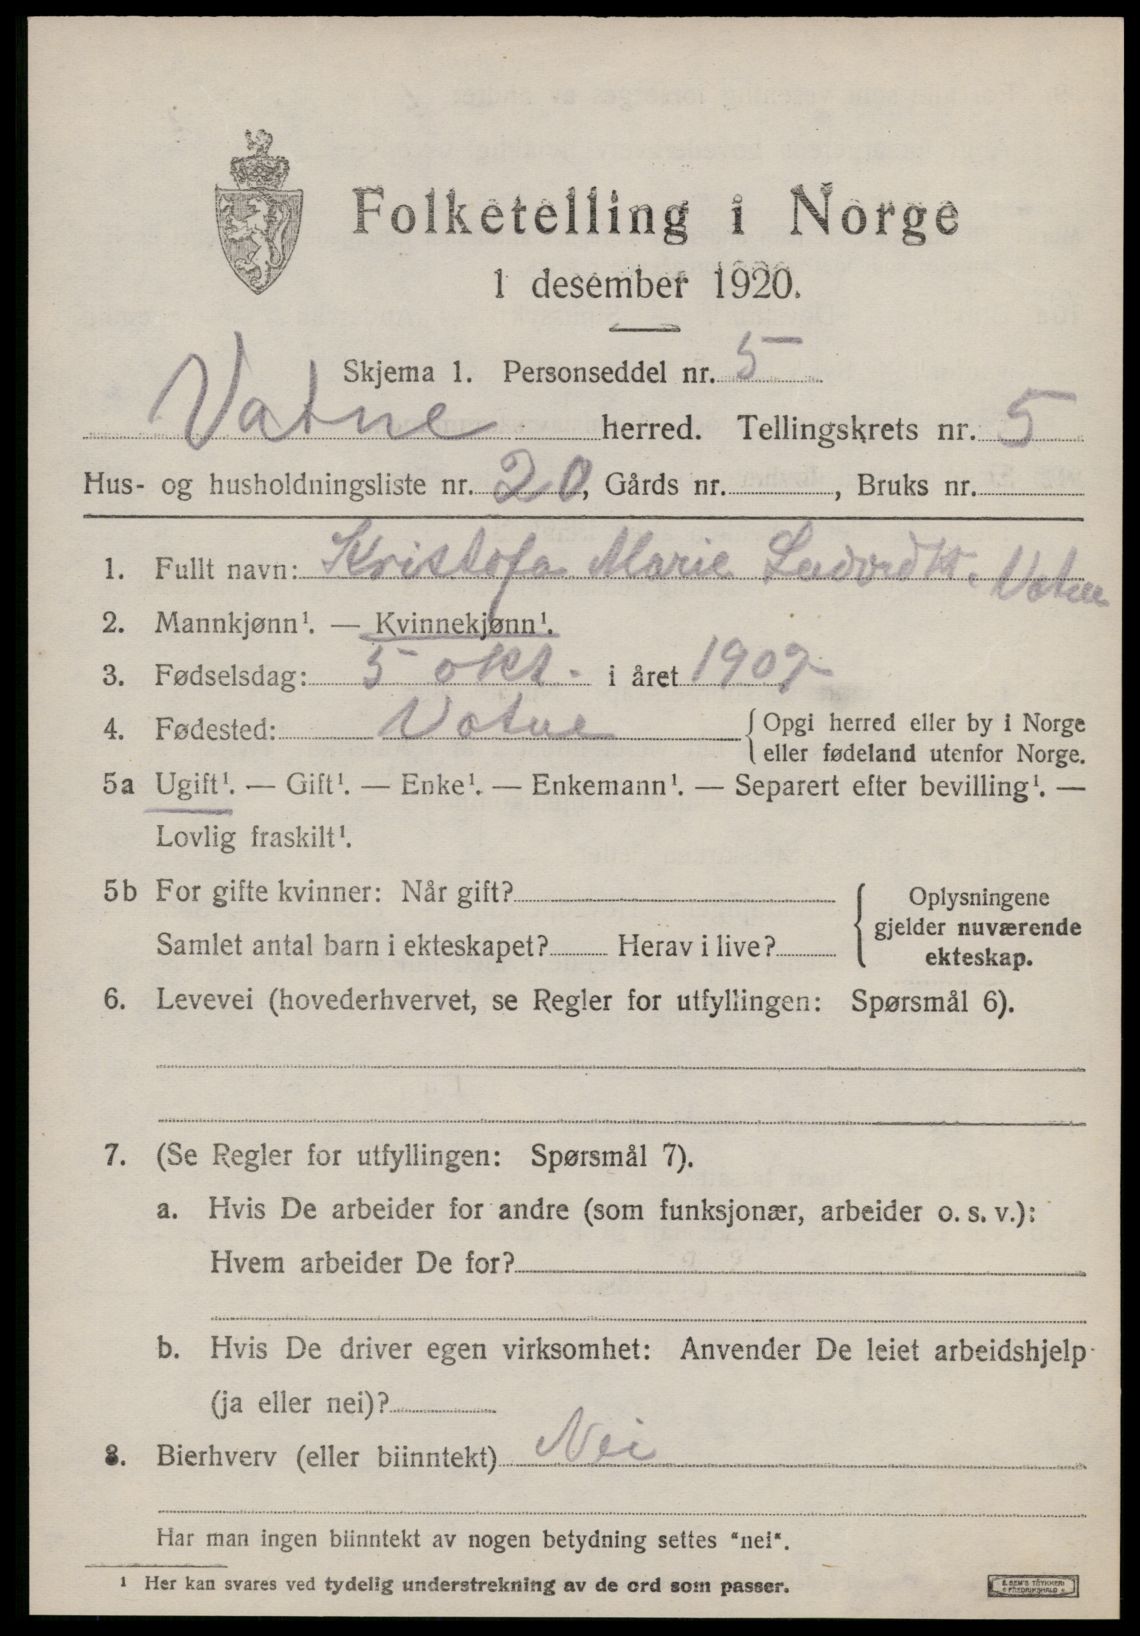 Folketelling i Norge
1 desember 1920.
Skjema 1. Personseddel nr. 5
Vatne herred. Tellingskrets nr. 5
Hus- og husholdningsliste nr. 20, Gårds nr. , Bruks nr.
1. Fullt navn: Kristofa Marie Vatne
2. Mannkjønn¹. — Kvinnekjønn¹.
3. Fødselsdag: 5 okt. i året 1907
4. Fødested: Vatne {Opgi herred eller by i Norge
eller fødeland utenfor Norge.
5a Ugift¹. — Gift¹. — Enke¹. — Enkemann¹. — Separert efter bevilling¹. —
Lovlig fraskilt¹.
5b For gifte kvinner: Når gift?
Samlet antal barn i ekteskapet? Herav i live?
{ Oplysningene
gjelder nuværende
ekteskap.
6. Levevei (hovederhvervet, se Regler for utfyllingen: Spørsmål 6).
7. (Se Regler for utfyllingen: Spørsmål 7).
a. Hvis De arbeider for andre (som funksjonær, arbeider o. s. v.):
Hvem arbeider De for?
b. Hvis De driver egen virksomhet: Anvender De leiet arbeidshjelp
(ja eller nei)?
8. Bierhverv (eller biinntekt) Nei
Har man ingen biinntekt av nogen betydning settes "nei".
¹ Her kan svares ved tydelig understrekning av de ord som passer.
E. SEM'S TRYKKERI
FREDRIKSHALD